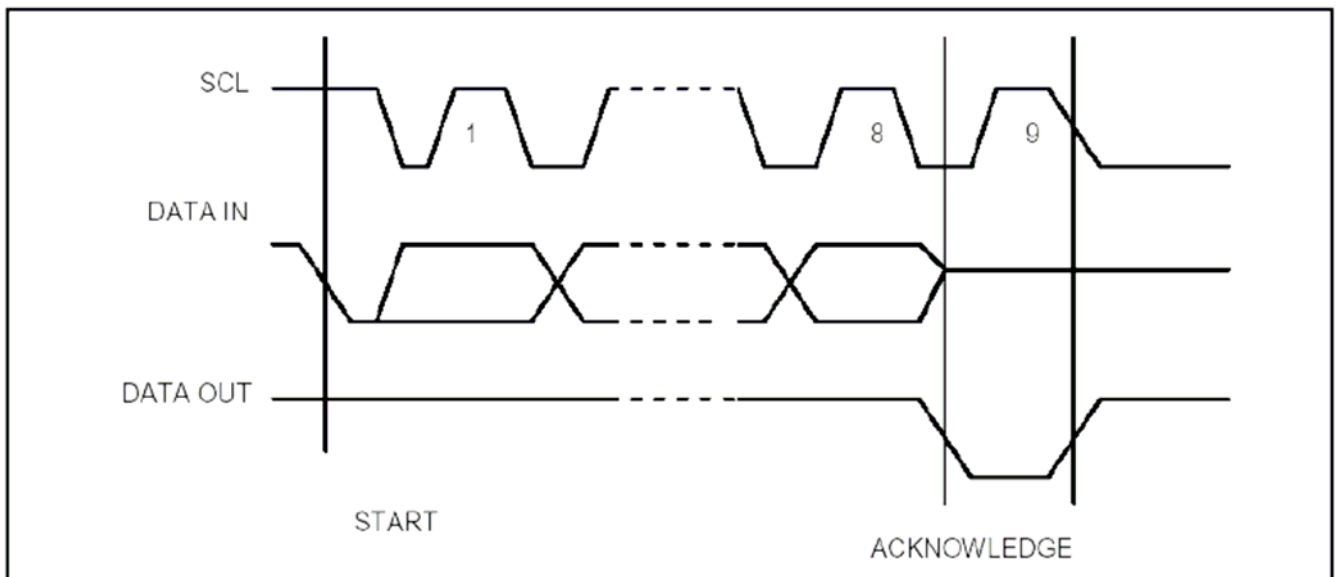 SCL
1
8
9
DATA IN
DATA OUT
START
ACKNOWLEDGE